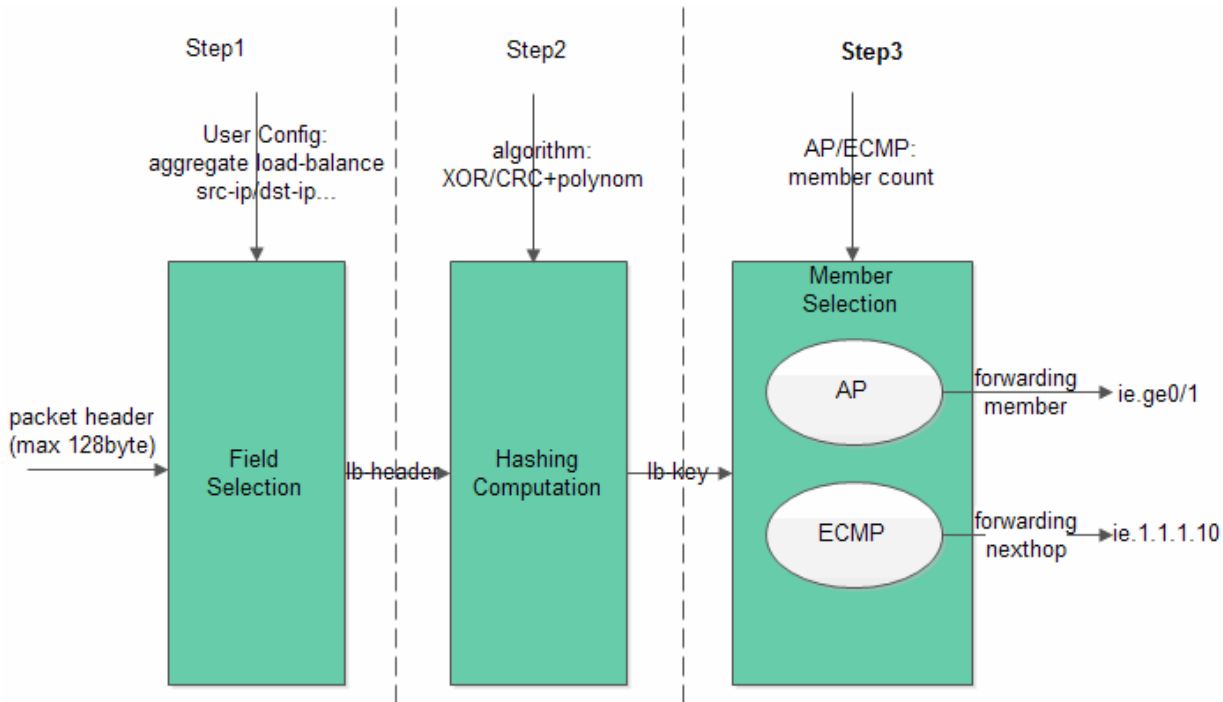 Step1
Step2
Step3
User Config:
aggregate load-balance
src-ip/dst-ip...
algorithm:
XOR/CRC+polynom
AP/ECMP:
member count
packet header
(max 128byte)
Field
Selection
lb-header
Hashing
Computation
lb-key
Member
Selection
AP
forwarding
member
ie.ge0/1
ECMP
forwarding
nexthop
ie.1.1.1.10